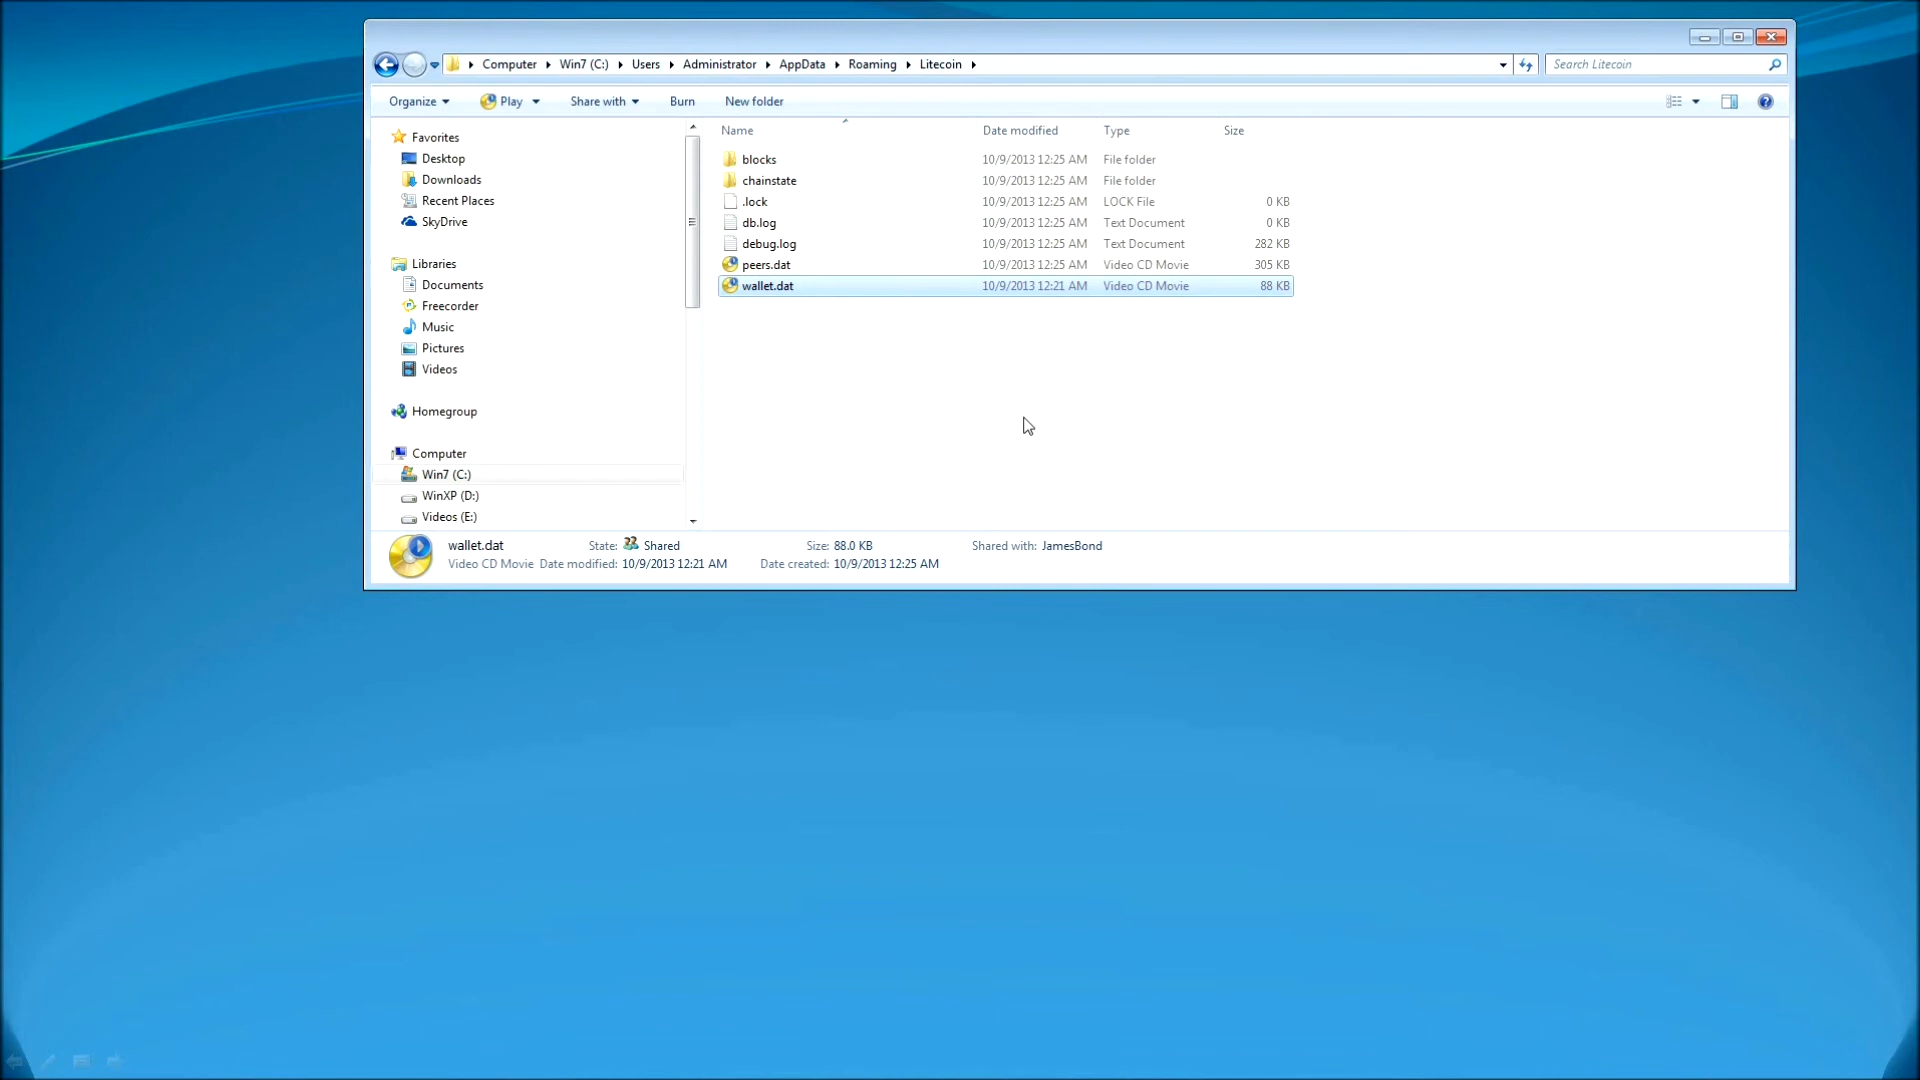 Computer Win7 (C:) Users Administrator AppData Roaming Litecoin
Search Litecoin
Organize Play Share with Burn New folder
Favorites
Desktop
Downloads
Recent Places
SkyDrive
Libraries
Documents
Freecorder
Music
Pictures
Videos
Homegroup
Computer
Win7 (C:)
WinXP (D:)
Videos (E:)
Name Date modified Type Size
blocks 10/9/2013 12:25 AM File folder
chainstate 10/9/2013 12:25 AM File folder
.lock 10/9/2013 12:25 AM LOCK File 0 KB
db.log 10/9/2013 12:25 AM Text Document 0 KB
debug.log 10/9/2013 12:25 AM Text Document 282 KB
peers.dat 10/9/2013 12:25 AM Video CD Movie 305 KB
wallet.dat 10/9/2013 12:21 AM Video CD Movie 88 KB
wallet.dat State: Shared Size: 88.0 KB Shared with: JamesBond
Video CD Movie Date modified: 10/9/2013 12:21 AM Date created: 10/9/2013 12:25 AM